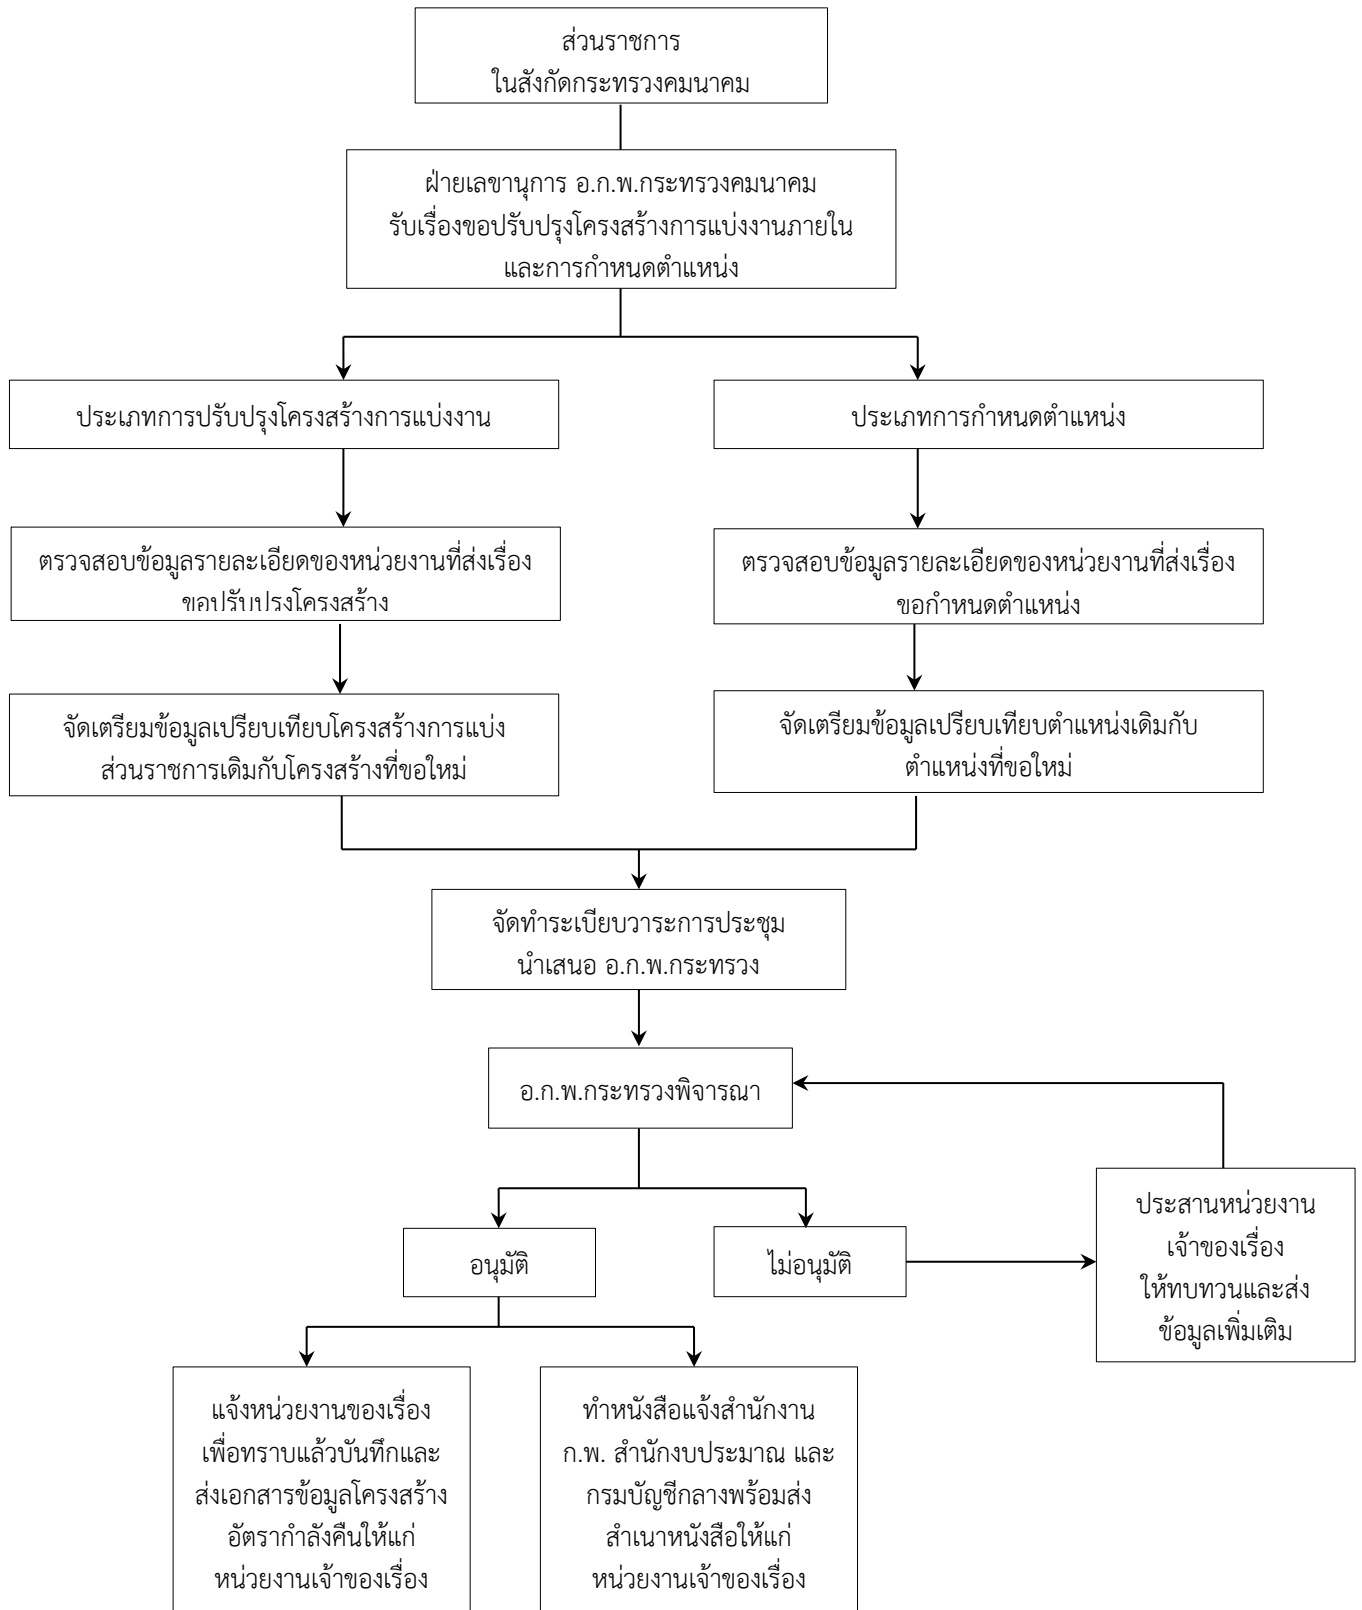 ส่วนราชการ
ในสังกัดกระทรวงคมนาคม
ฝ่ายเลขานุการ อ.ก.พ.กระทรวงคมนาคม
รับเรื่องขอปรับปรุงโครงสร้างการแบ่งงานภายใน
และการกำหนดตำแหน่ง
ประเภทการปรับปรุงโครงสร้างการแบ่งงาน
ประเภทการกำหนดตำแหน่ง
ตรวจสอบข้อมูลรายละเอียดของหน่วยงานที่ส่งเรื่อง
ขอปรับปรุงโครงสร้าง
ตรวจสอบข้อมูลรายละเอียดของหน่วยงานที่ส่งเรื่อง
ขอกำหนดตำแหน่ง
จัดเตรียมข้อมูลเปรียบเทียบโครงสร้างการแบ่ง
ส่วนราชการเดิมกับโครงสร้างที่ขอใหม่
จัดเตรียมข้อมูลเปรียบเทียบตำแหน่งเดิมกับ
ตำแหน่งที่ขอใหม่
จัดทำระเบียบวาระการประชุม
นำเสนอ อ.ก.พ.กระทรวง
อ.ก.พ.กระทรวงพิจารณา
อนุมัติ
ไม่อนุมัติ
ประสานหน่วยงาน
เจ้าของเรื่อง
ให้ทบทวนและส่ง
ข้อมูลเพิ่มเติม
แจ้งหน่วยงานของเรื่อง
เพื่อทราบแล้วบันทึกและ
ส่งเอกสารข้อมูลโครงสร้าง
อัตรากำลังคืนให้แก่
หน่วยงานเจ้าของเรื่อง
ทำหนังสือแจ้งสำนักงาน
ก.พ. สำนักงบประมาณ และ
กรมบัญชีกลางพร้อมส่ง
สำเนาหนังสือให้แก่
หน่วยงานเจ้าของเรื่อง